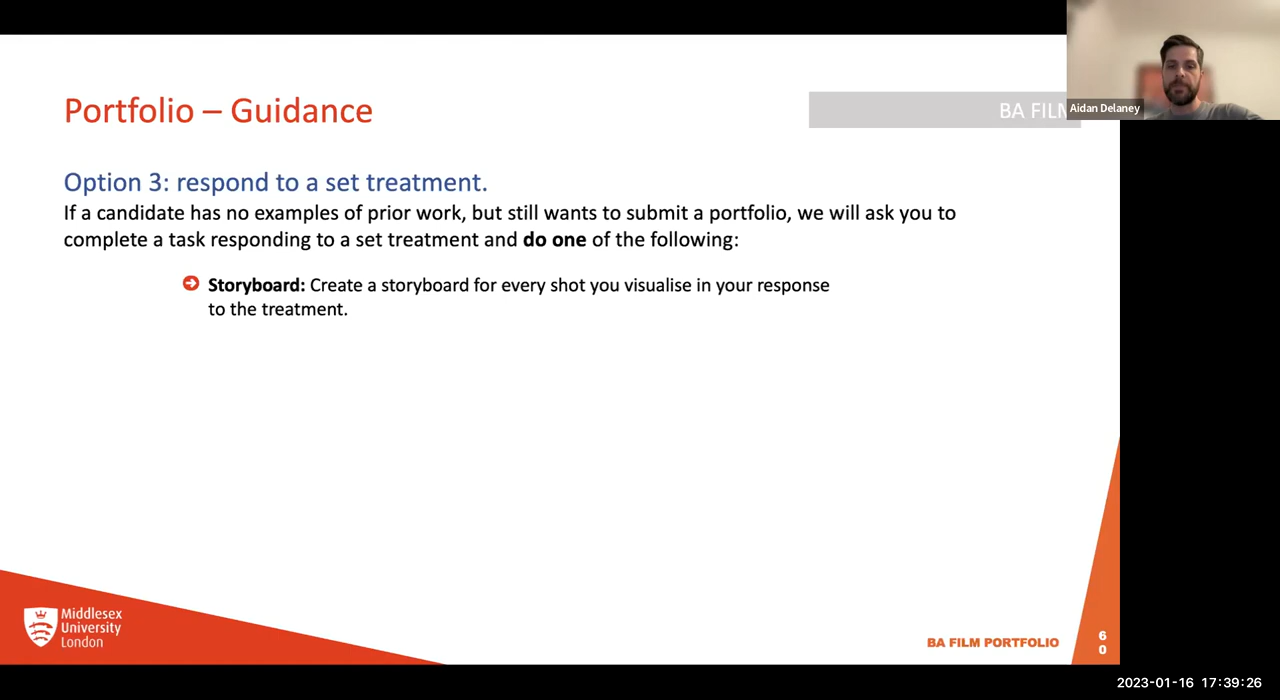 Portfolio – Guidance
BA FILM
Aidan Delaney
Option 3: respond to a set treatment.
If a candidate has no examples of prior work, but still wants to submit a portfolio, we will ask you to
complete a task responding to a set treatment and do one of the following:
Storyboard: Create a storyboard for every shot you visualise in your response
to the treatment.
Middlesex
University
London
BA FILM PORTFOLIO
6
0
2023-01-16 17:39:26